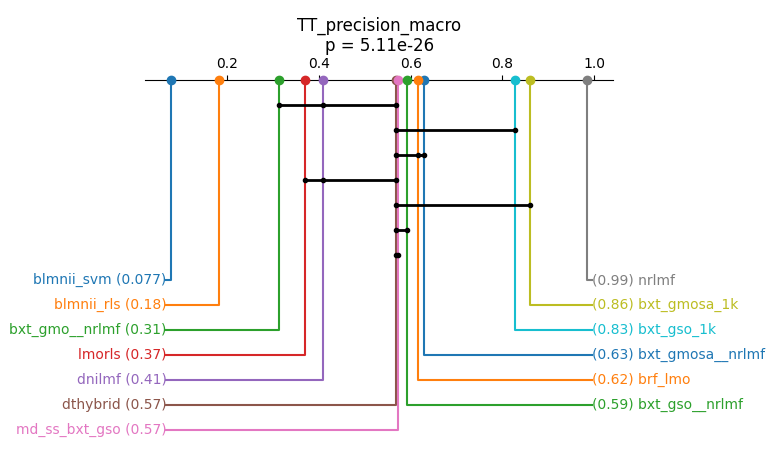 TT_precision_macro
p = 5.11e-26
0.2 0.4 0.6 0.8 1.0
blmnii_svm (0.077) (0.99) nrlmf
blmnii_rls (0.18) (0.86) bxt_gmosa_1k
bxt_gmo__nrlmf (0.31) (0.83) bxt_gso_1k
lmorls (0.37) (0.63) bxt_gmosa__nrlmf
dnilmf (0.41) (0.62) brf_lmo
dthybrid (0.57) (0.59) bxt_gso__nrlmf
md_ss_bxt_gso (0.57)